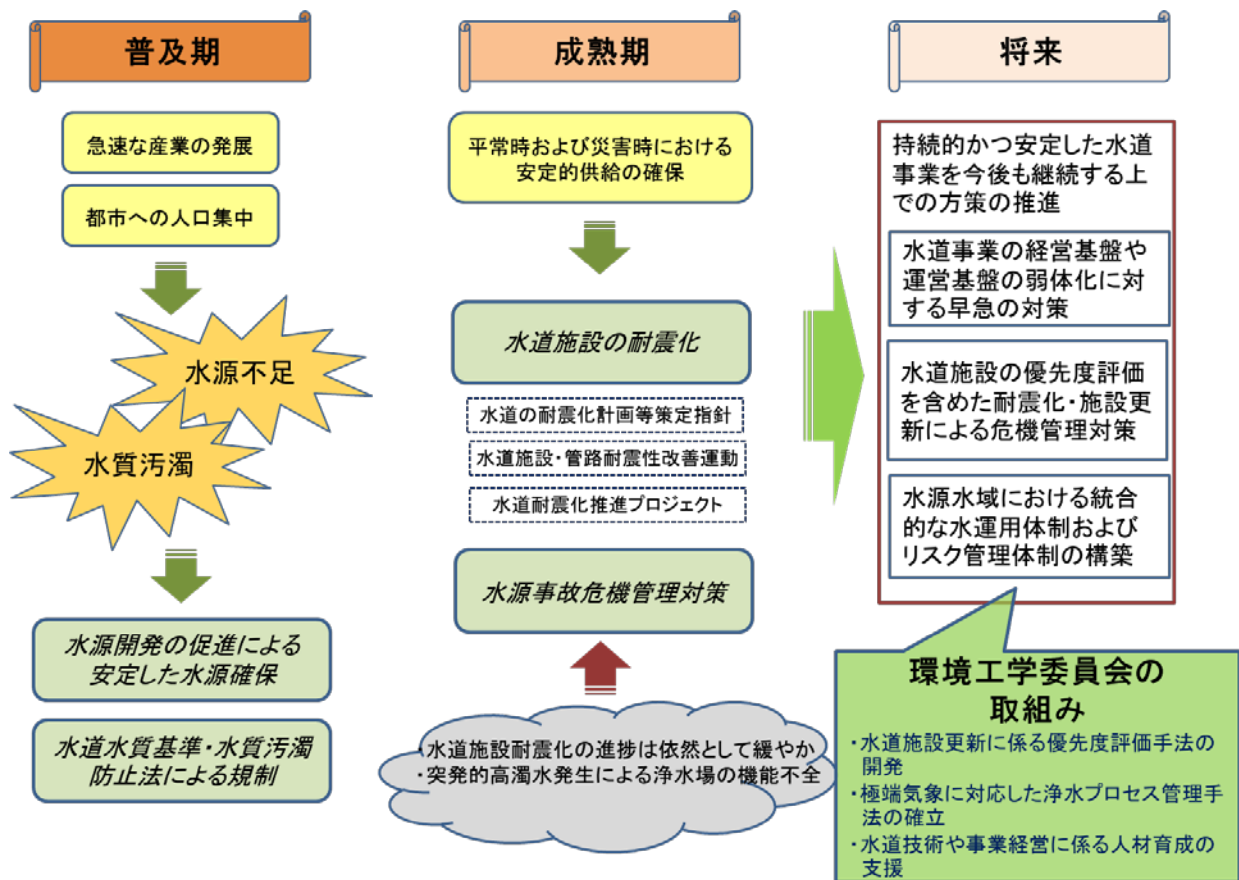 普及期
急速な産業の発展
都市への人口集中
水源不足
水質汚濁
水源開発の促進による
安定した水源確保
水道水質基準・水質汚濁
防止法による規制
成熟期
平常時および災害時における
安定的供給の確保
水道施設の耐震化
水道の耐震化計画等策定指針
水道施設・管路耐震性改善運動
水道耐震化推進プロジェクト
水源事故危機管理対策
・水道施設耐震化の進捗は依然として緩やか
・突発的高濁水発生による浄水場の機能不全
将来
持続的かつ安定した水道
事業を今後も継続する上
での方策の推進
水道事業の経営基盤や
運営基盤の弱体化に対
する早急の対策
水道施設の優先度評価
を含めた耐震化・施設更
新による危機管理対策
水源水域における統合
的な水運用体制および
リスク管理体制の構築
環境工学委員会の
取組み
・水道施設更新に係る優先度評価手法の
開発
・極端気象に対応した浄水プロセス管理手
法の確立
・水道技術や事業経営に係る人材育成の
支援